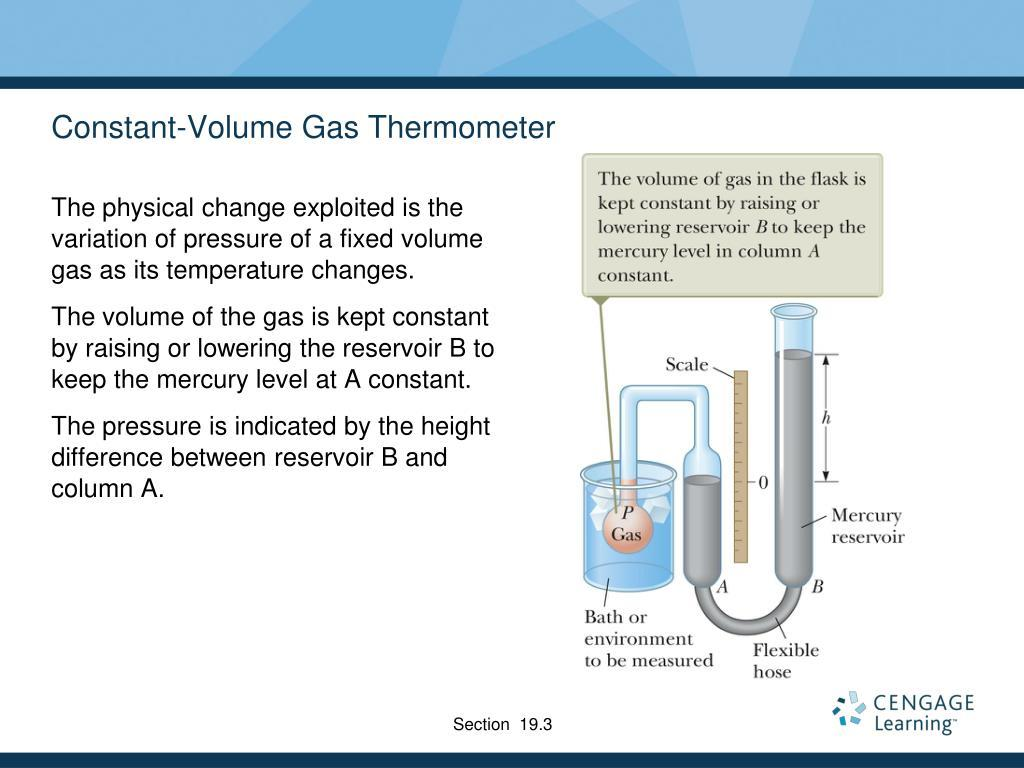 Constant-Volume Gas Thermometer
The physical change exploited is the
variation of pressure of a fixed volume
gas as its temperature changes.
The volume of the gas is kept constant
by raising or lowering the reservoir B to
keep the mercury level at A constant.
The pressure is indicated by the height
difference between reservoir B and
column A.
The volume of gas in the flask is
kept constant by raising or
lowering reservoir B to keep the
mercury level in column A
constant.
Scale
h
0
P
Gas
Mercury
reservoir
A
B
Bath or
environment
to be measured
Flexible
hose
CENGAGE
Learning™
Section 19.3